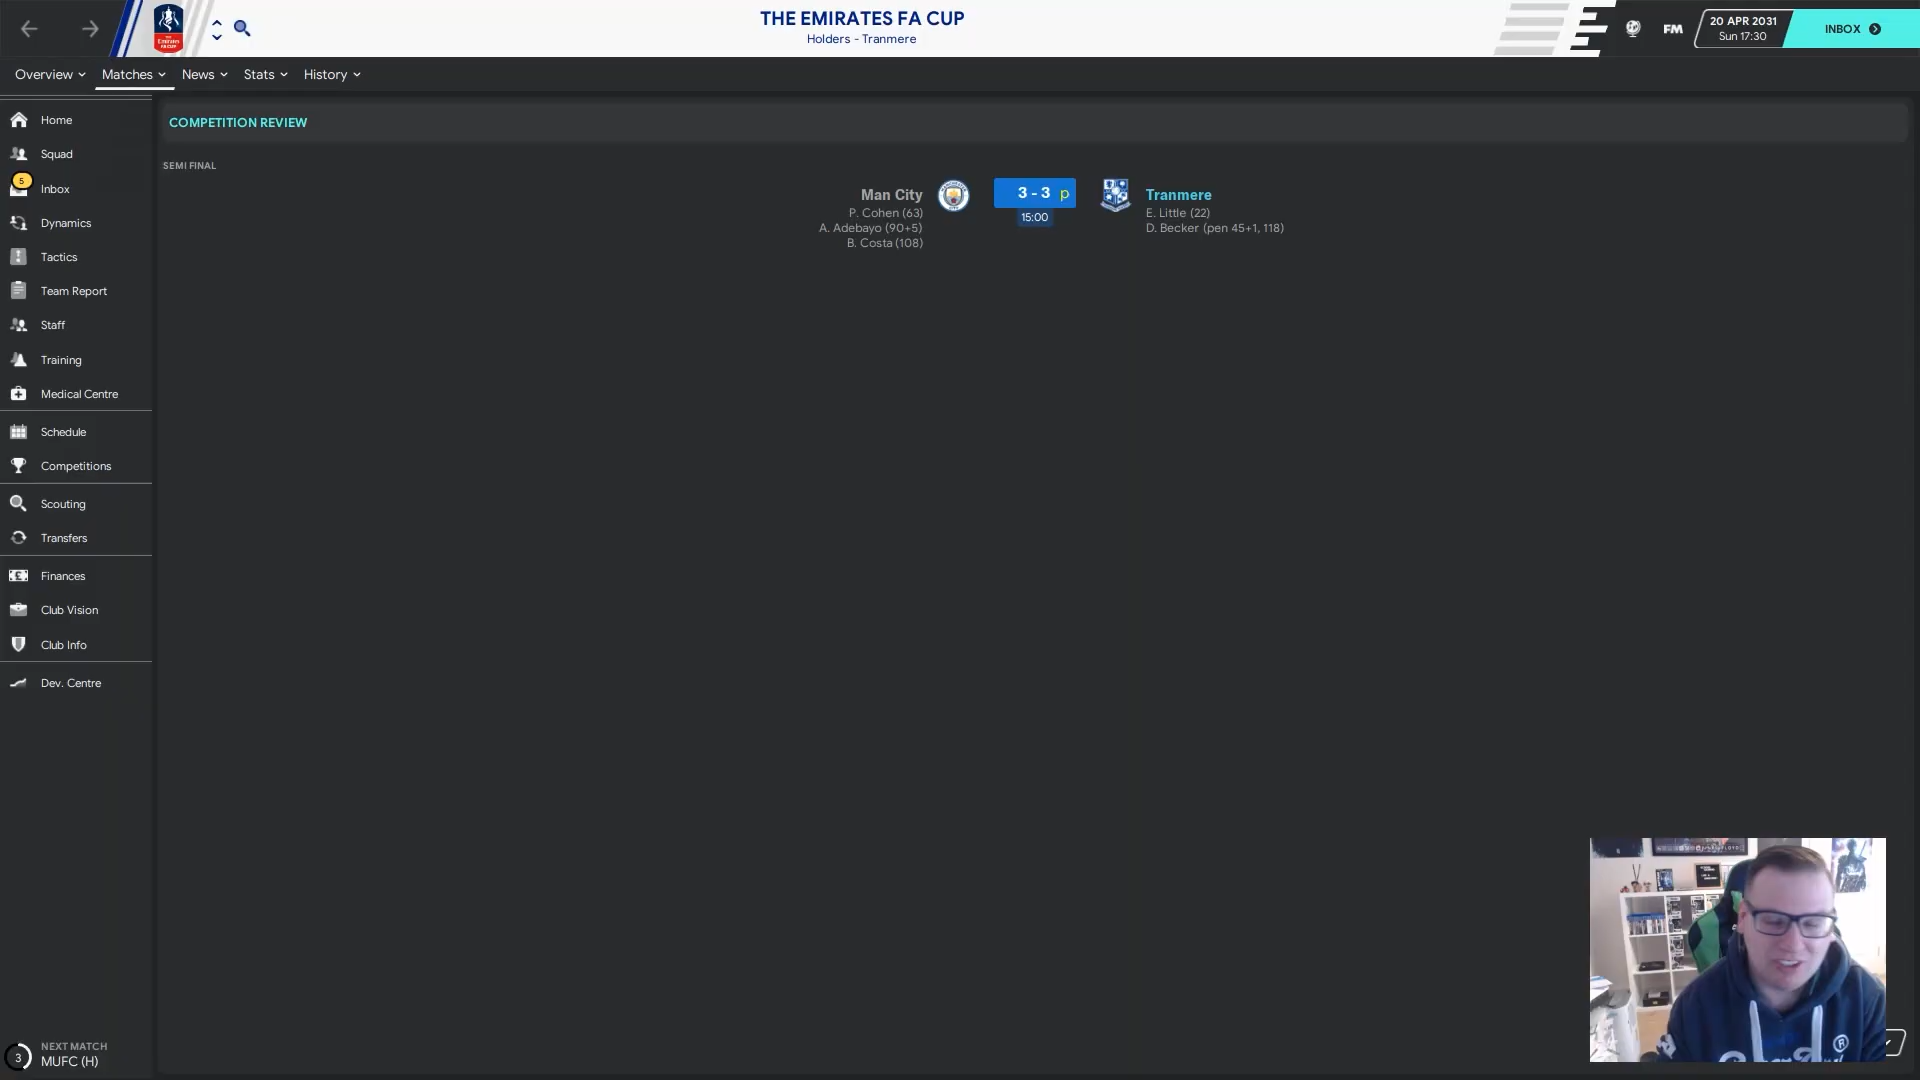 THE EMIRATES FA CUP
Holders - Tranmere
20 APR 2031
Sun 17:30
INBOX
FM
Overview
Matches
News
Stats
History
Home
Squad
5
Inbox
Dynamics
Tactics
Team Report
Staff
Training
Medical Centre
Schedule
Competitions
Scouting
Transfers
Finances
Club Vision
Club Info
Dev. Centre
3
NEXT MATCH
MUFC (H)
COMPETITION REVIEW
SEMI FINAL
Man City
P. Cohen (63)
A. Adebayo (90+5)
B. Costa (108)
3 - 3 p
15:00
Tranmere
E. Little (22)
D. Becker (pen 45+1, 118)